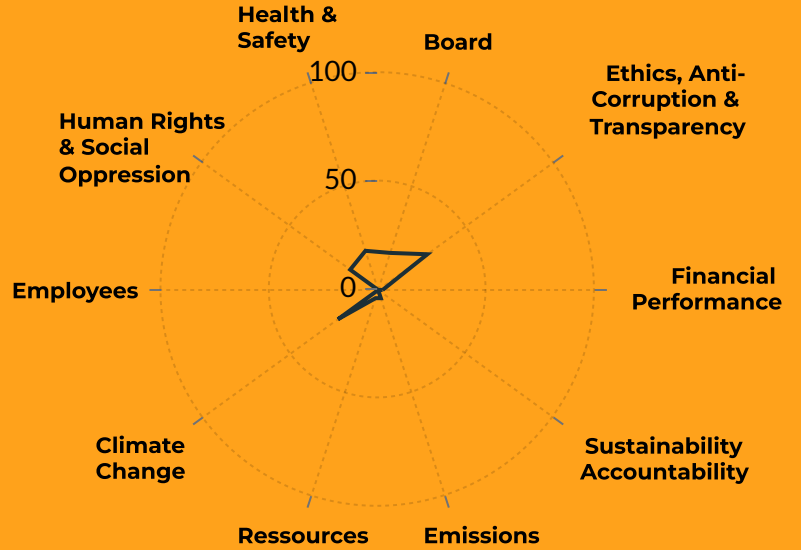 Health &
Safety
Board
100
Ethics, Anti-
Corruption &
Transparency
Human Rights
& Social
Oppression
50
0
Employees
Financial
Performance
Climate
Change
Sustainability
Accountability
Ressources
Emissions